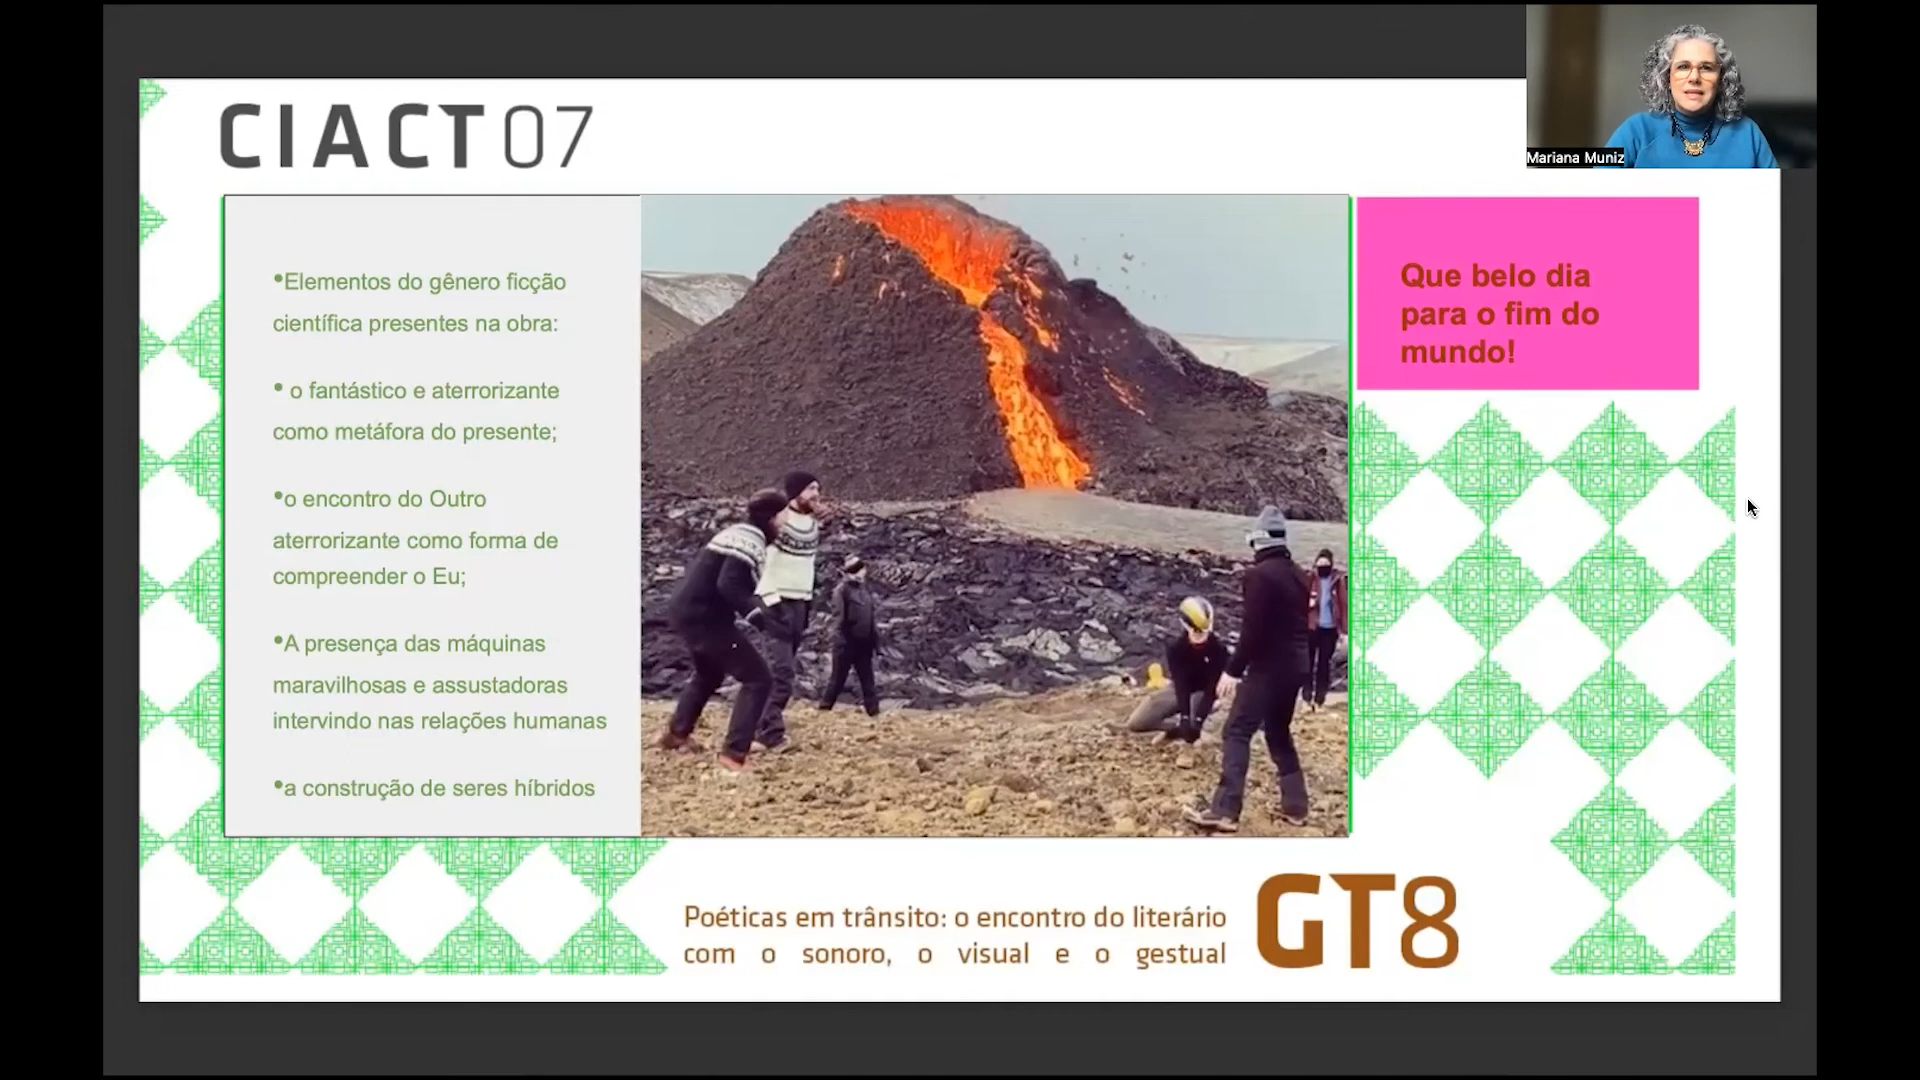 CIACT07
Mariana Muniz
•Elementos do gênero ficção
científica presentes na obra:
• o fantástico e aterrorizante
como metáfora do presente;
•o encontro do Outro
aterrorizante como forma de
compreender o Eu;
•A presença das máquinas
maravilhosas e assustadoras
intervindo nas relações humanas
•a construção de seres híbridos
Que belo dia
para o fim do
mundo!
Poéticas em trânsito: o encontro do literário
com o sonoro, o visual e o gestual
GT8